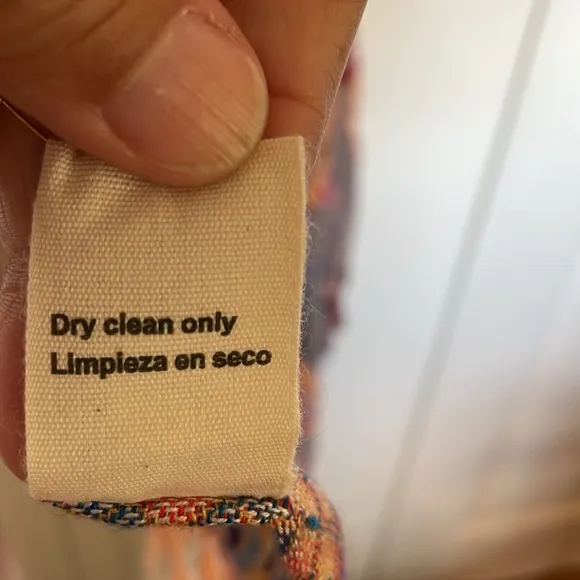 Dry clean only
Limpieza en seco